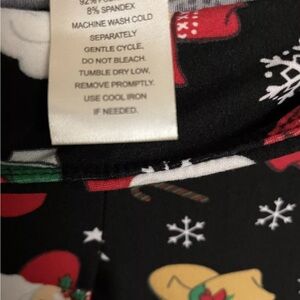 8% SPANDEX
MACHINE WASH COLD
SEPARATELY
GENTLE CYCLE,
DO NOT BLEACH.
TUMBLE DRY LOW,
REMOVE PROMPTLY.
USE COOL IRON
IF NEEDED.